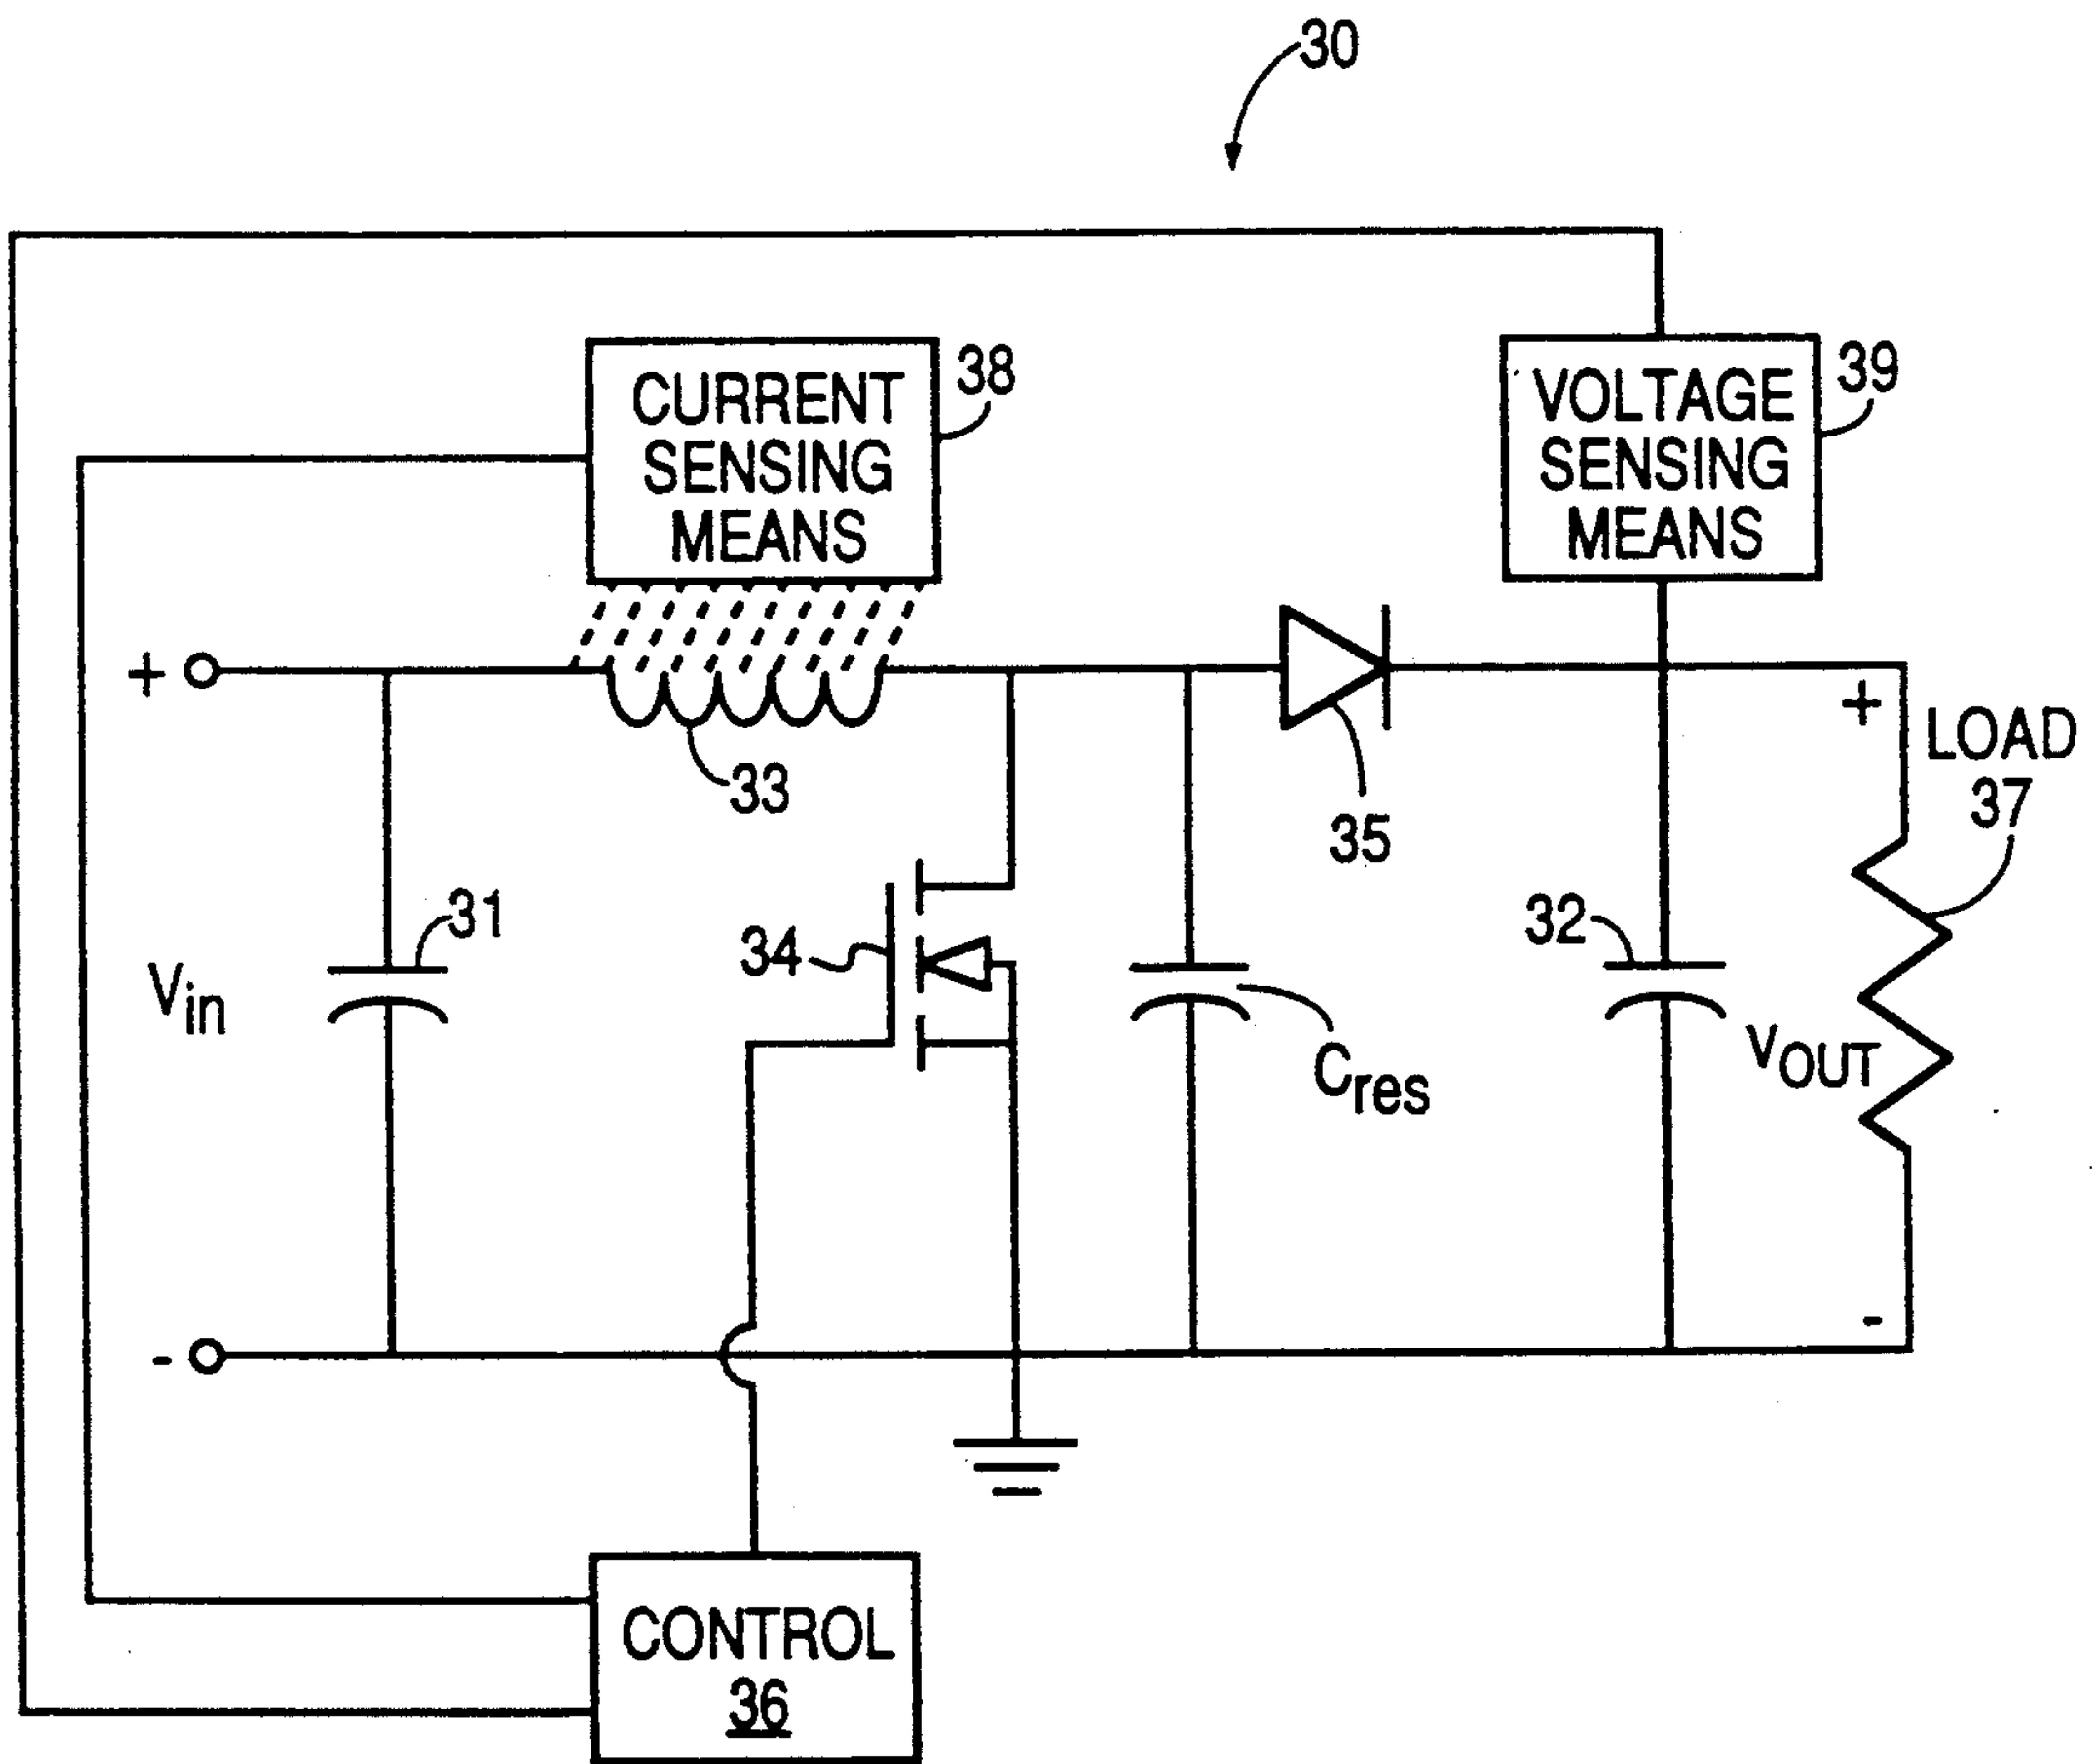 30
CURRENT
SENSING
MEANS
38
VOLTAGE
SENSING
MEANS
39
+
33
35
+
LOAD
37
31
34
32
Vin
Cres
VOUT
-
-
CONTROL
36